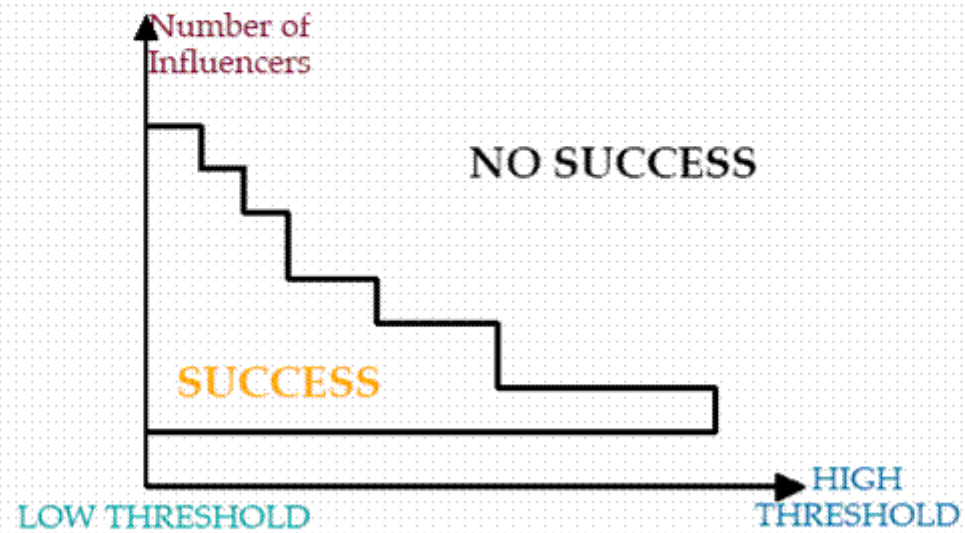 Number of
Influencers
NO SUCCESS
SUCCESS
HIGH
THRESHOLD
LOW THRESHOLD